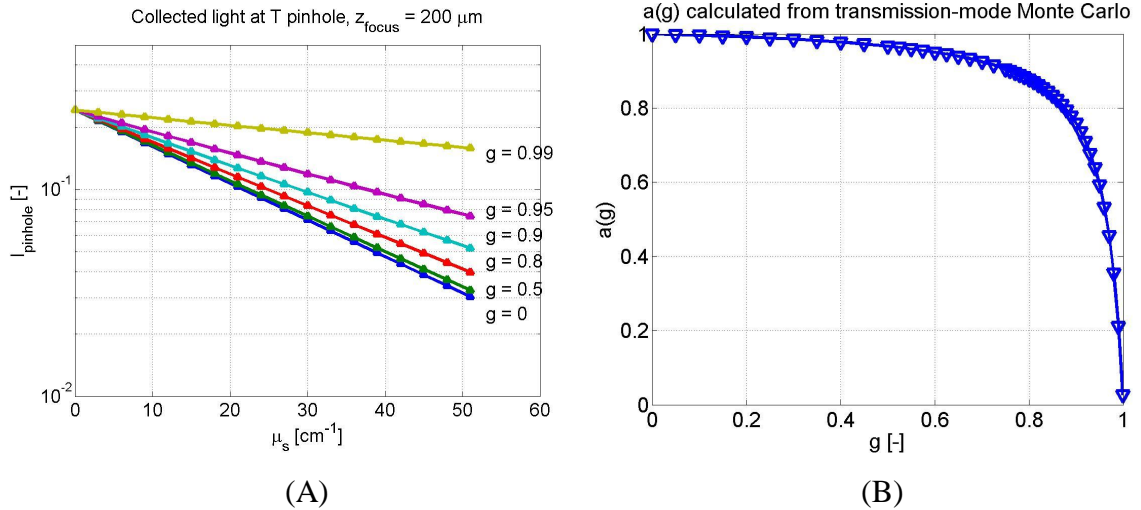 Collected light at T pinhole, z_focus = 200 μm
10^-1
10^-2
I_pinhole [-]
g = 0.99
g = 0.95
g = 0.9
g = 0.8
g = 0.5
g = 0
0 10 20 30 40 50 60
μ_s [cm^-1]
(A)
a(g) calculated from transmission-mode Monte Carlo
1
0.8
0.6
0.4
0.2
0
a(g)
0 0.2 0.4 0.6 0.8 1
g [-]
(B)